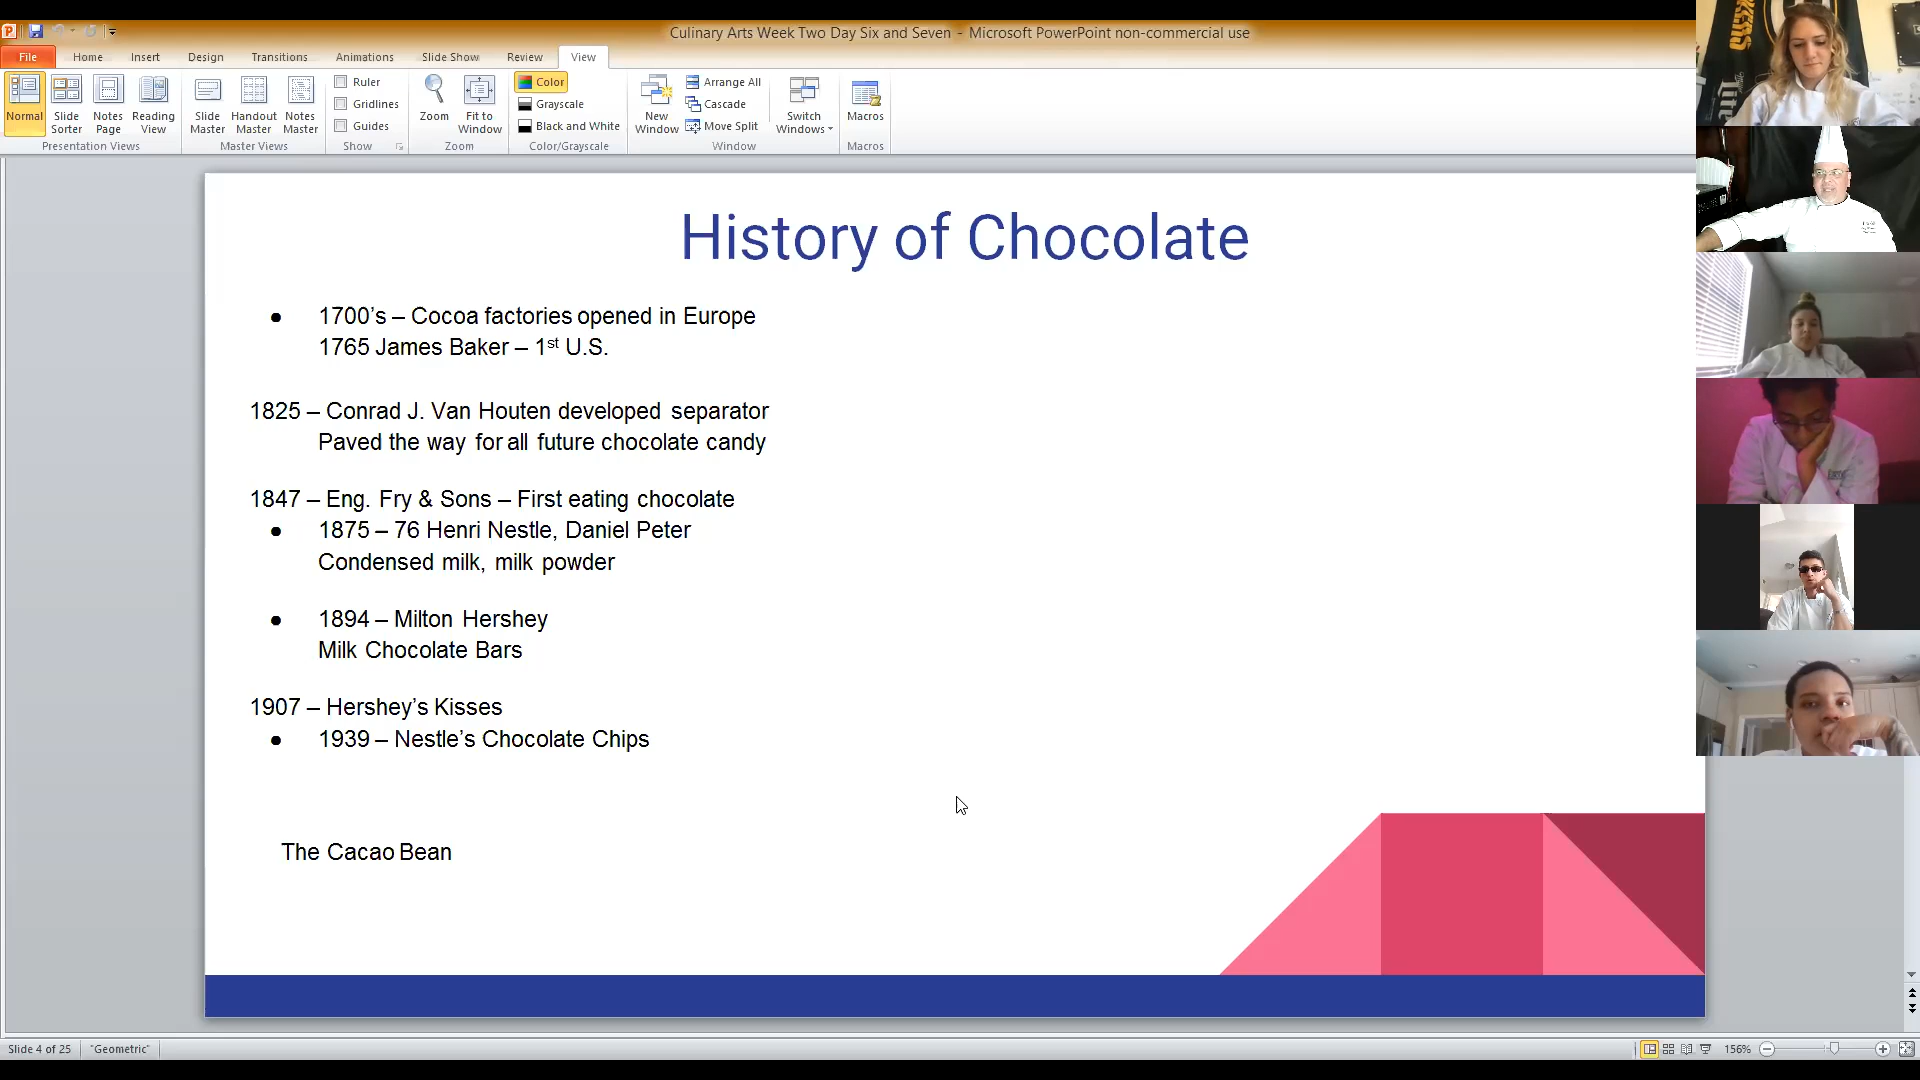 Culinary Arts Week Two Day Six and Seven - Microsoft PowerPoint non-commercial use
File Home Insert Design Transitions Animations Slide Show Review View
Normal Slide Sorter Notes Page Reading View
Presentation Views
Slide Master Handout Master Notes Master
Master Views
Ruler
Gridlines
Guides
Show
Zoom Fit to Window
Zoom
Color
Grayscale
Black and White
Color/Grayscale
New Window
Arrange All
Cascade
Move Split
Switch Windows
Window
Macros
Macros
History of Chocolate
• 1700’s – Cocoa factories opened in Europe
1765 James Baker – 1st U.S.
1825 – Conrad J. Van Houten developed separator
Paved the way for all future chocolate candy
1847 – Eng. Fry & Sons – First eating chocolate
• 1875 – 76 Henri Nestle, Daniel Peter
Condensed milk, milk powder
• 1894 – Milton Hershey
Milk Chocolate Bars
1907 – Hershey’s Kisses
• 1939 – Nestle’s Chocolate Chips
The Cacao Bean
Slide 4 of 25 "Geometric" 156%